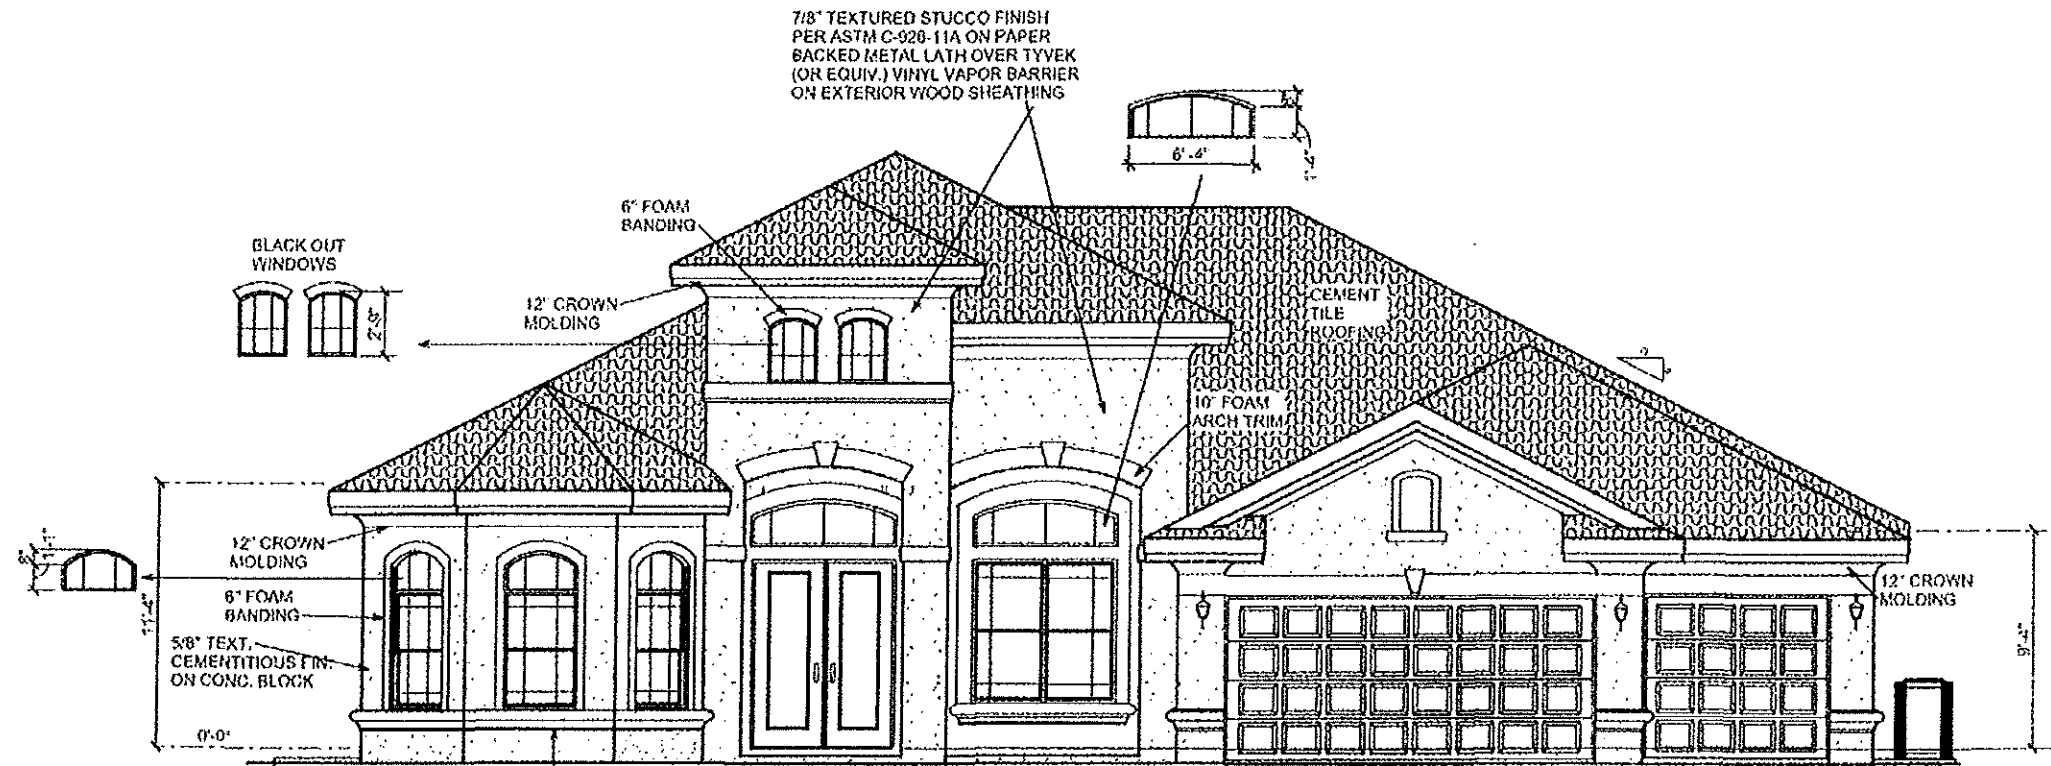 7/8" TEXTURED STUCCO FINISH
PER ASTM C-926-11A ON PAPER
BACKED METAL LATH OVER TYVEK
(OR EQUIV.) VINYL VAPOR BARRIER
ON EXTERIOR WOOD SHEATHING
6'-4"
6" FOAM
BANDING
BLACK OUT
WINDOWS
2'-8"
12" CROWN
MOLDING
CEMENT
TILE
ROOFING
10" FOAM
ARCH TRIM
12" CROWN
MOLDING
8"
6" FOAM
BANDING
11'-4"
5/8" TEXT.
CEMENTITIOUS FIN.
ON CONC. BLOCK
12" CROWN
MOLDING
9'-4"
0'-0"